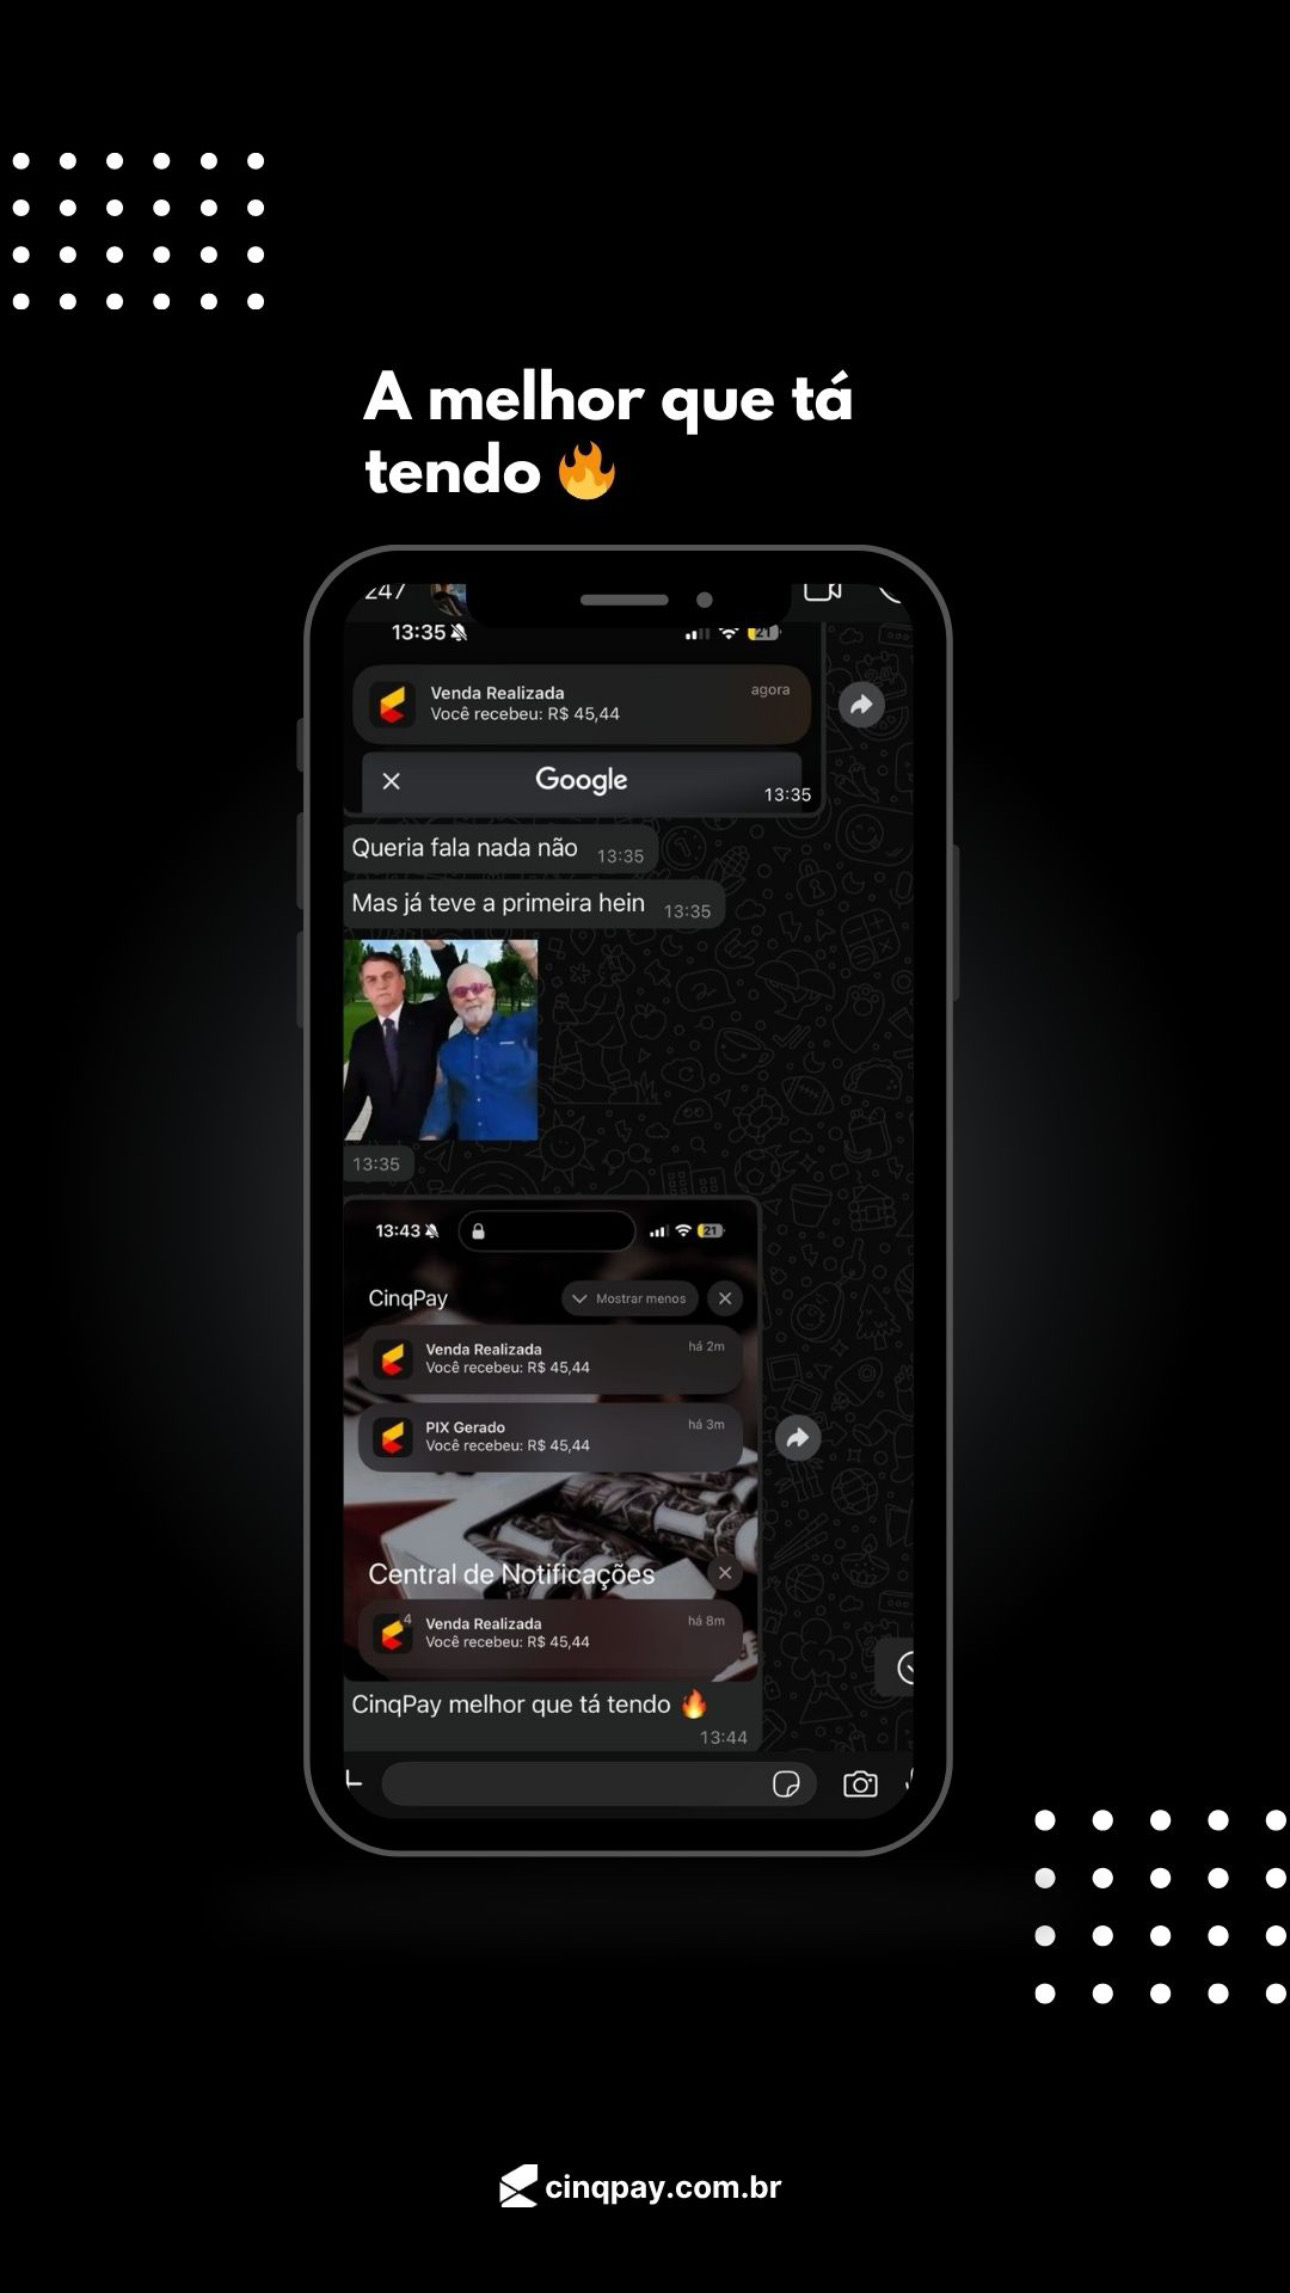 A melhor que tá
tendo 🔥
247
13:35
21
Venda Realizada
agora
Você recebeu: R$ 45,44
Google
13:35
Queria fala nada não 13:35
Mas já teve a primeira hein 13:35
13:35
13:43
21
CinqPay
Mostrar menos
Venda Realizada
há 2m
Você recebeu: R$ 45,44
PIX Gerado
há 3m
Você recebeu: R$ 45,44
Central de Notificações
4
Venda Realizada
há 8m
Você recebeu: R$ 45,44
CinqPay melhor que tá tendo 🔥
13:44
cinqpay.com.br